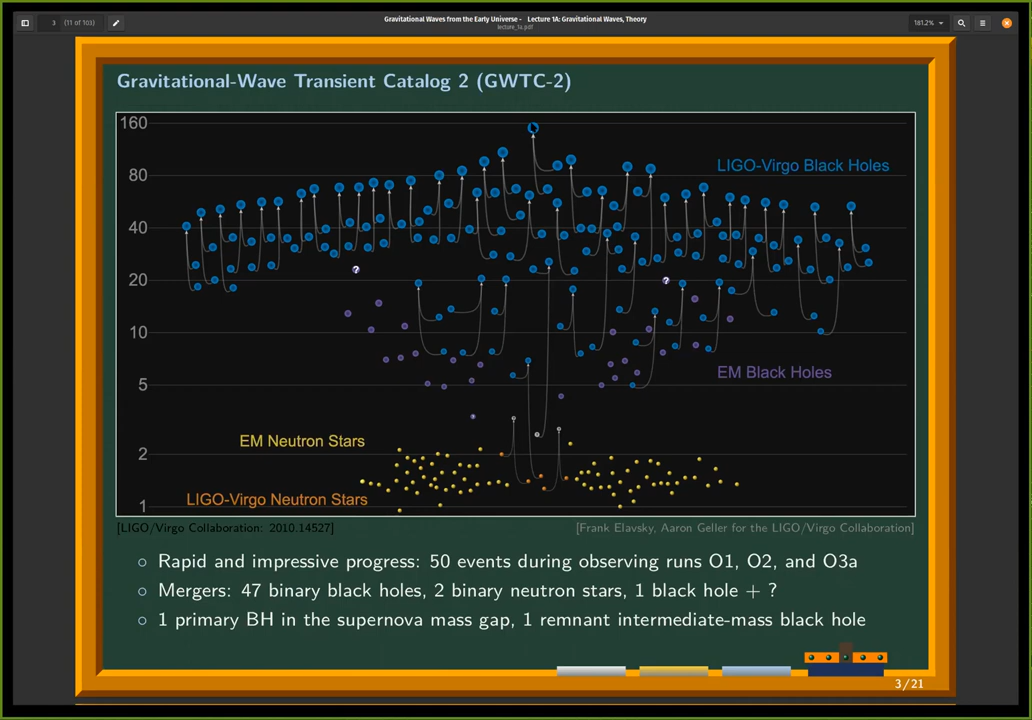 3 (11 of 103)
Gravitational Waves from the Early Universe - Lecture 1A: Gravitational Waves, Theory
lecture_1a.pdf
181.2%
Gravitational-Wave Transient Catalog 2 (GWTC-2)
160
LIGO-Virgo Black Holes
80
40
?
20
?
10
EM Black Holes
5
EM Neutron Stars
2
LIGO-Virgo Neutron Stars
1
[LIGO/Virgo Collaboration: 2010.14527] [Frank Elavsky, Aaron Geller for the LIGO/Virgo Collaboration]
Rapid and impressive progress: 50 events during observing runs O1, O2, and O3a
Mergers: 47 binary black holes, 2 binary neutron stars, 1 black hole + ?
1 primary BH in the supernova mass gap, 1 remnant intermediate-mass black hole
3/21